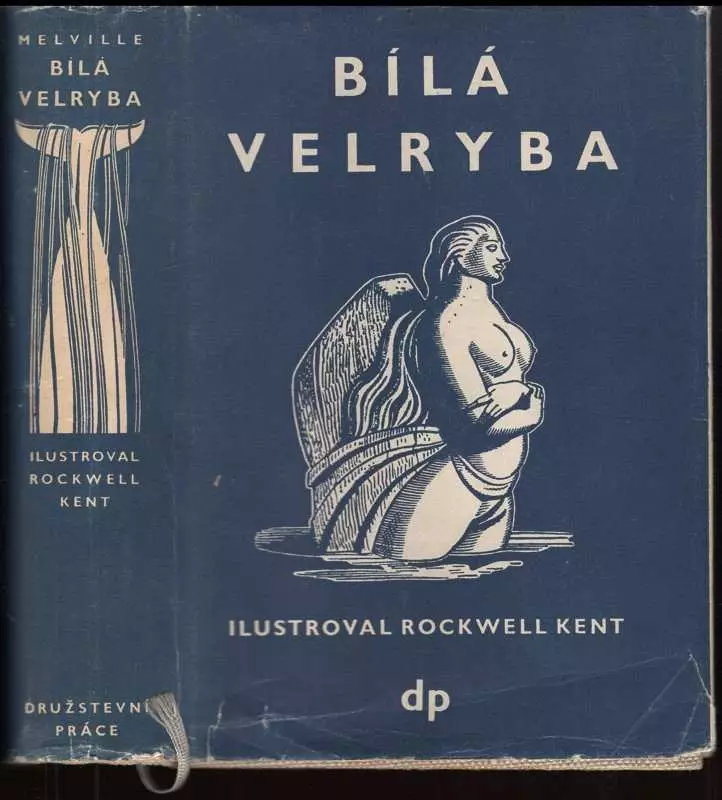 MELVILLE
BÍLÁ
VELRYBA
ILUSTROVAL
ROCKWELL
KENT
DRUŽSTEVNÍ
PRÁCE
BÍLÁ
VELRYBA
ILUSTROVAL ROCKWELL KENT
dp